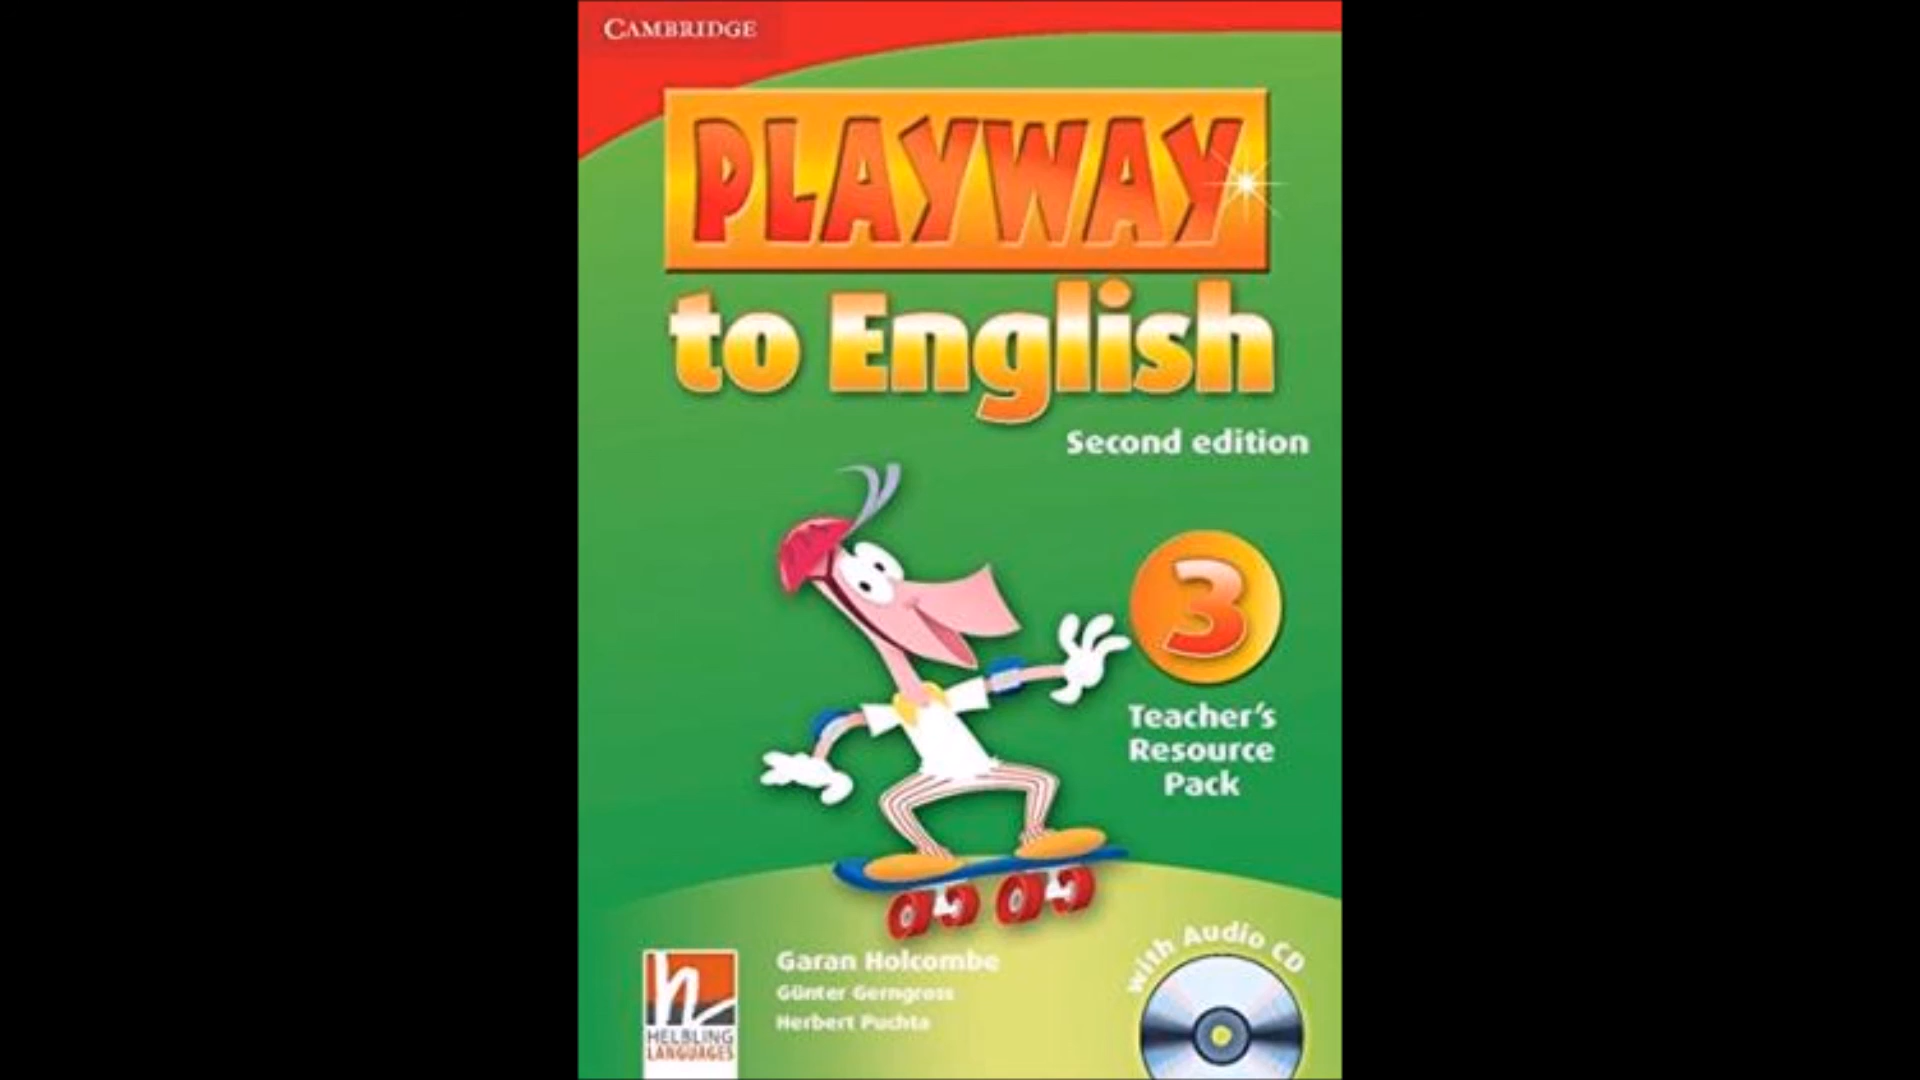 CAMBRIDGE
PLAYWAY
to English
Second edition
3
Teacher's
Resource
Pack
with Audio CD
Garan Holcombe
Günter Gerngross
Herbert Puchta
h
HELBLING
LANGUAGES